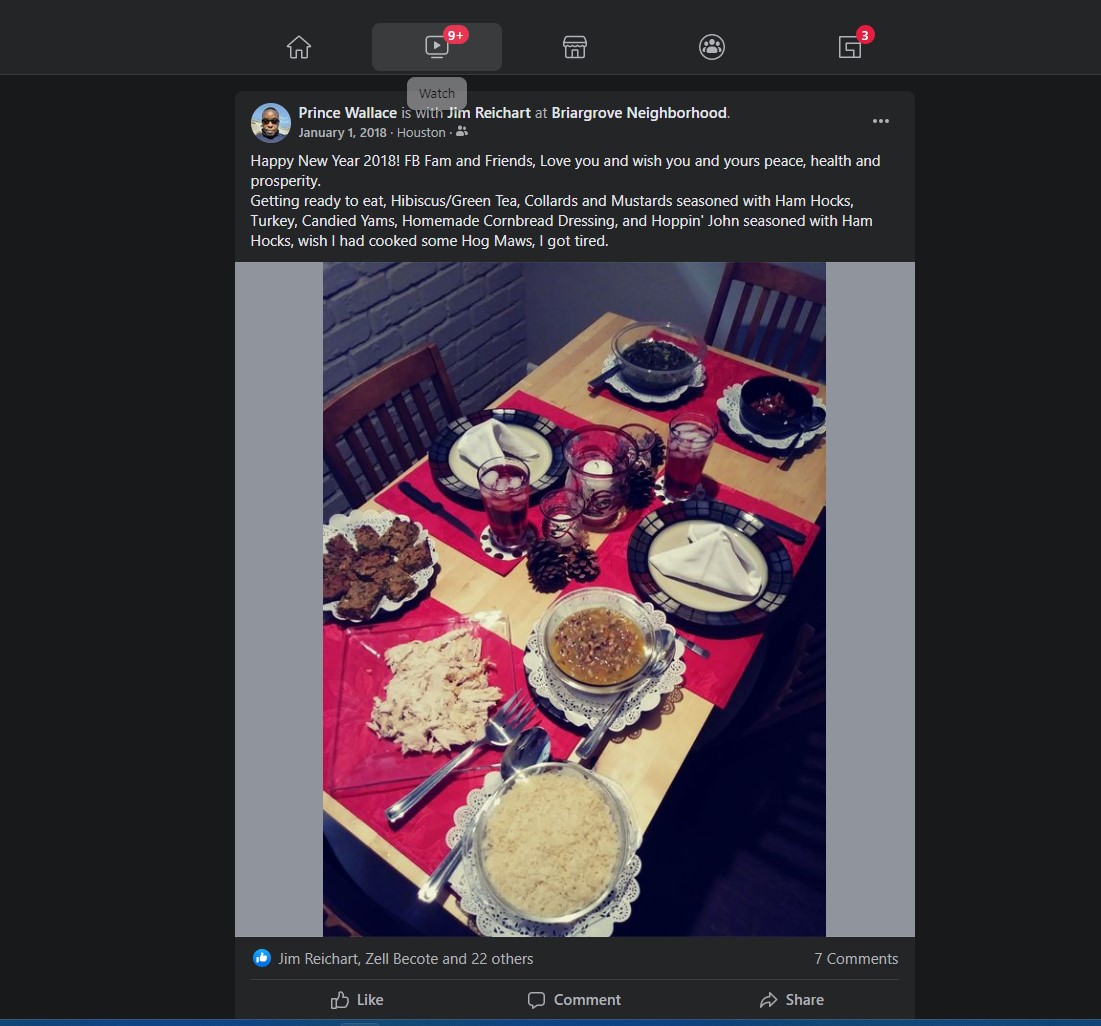 9+
3
Watch
Prince Wallace is with Jim Reichart at Briargrove Neighborhood.
January 1, 2018 · Houston ·
Happy New Year 2018! FB Fam and Friends, Love you and wish you and yours peace, health and
prosperity.
Getting ready to eat, Hibiscus/Green Tea, Collards and Mustards seasoned with Ham Hocks,
Turkey, Candied Yams, Homemade Cornbread Dressing, and Hoppin' John seasoned with Ham
Hocks, wish I had cooked some Hog Maws, I got tired.
Jim Reichart, Zell Becote and 22 others 7 Comments
Like Comment Share